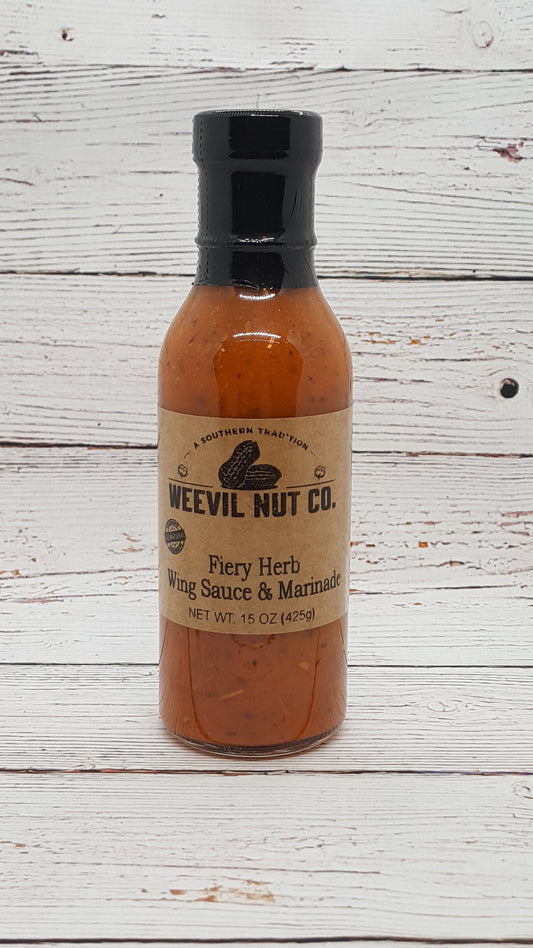 A SOUTHERN TRADITION
WEEVIL NUT CO.
Fiery Herb
Wing Sauce & Marinade
NET WT. 15 OZ (425g)